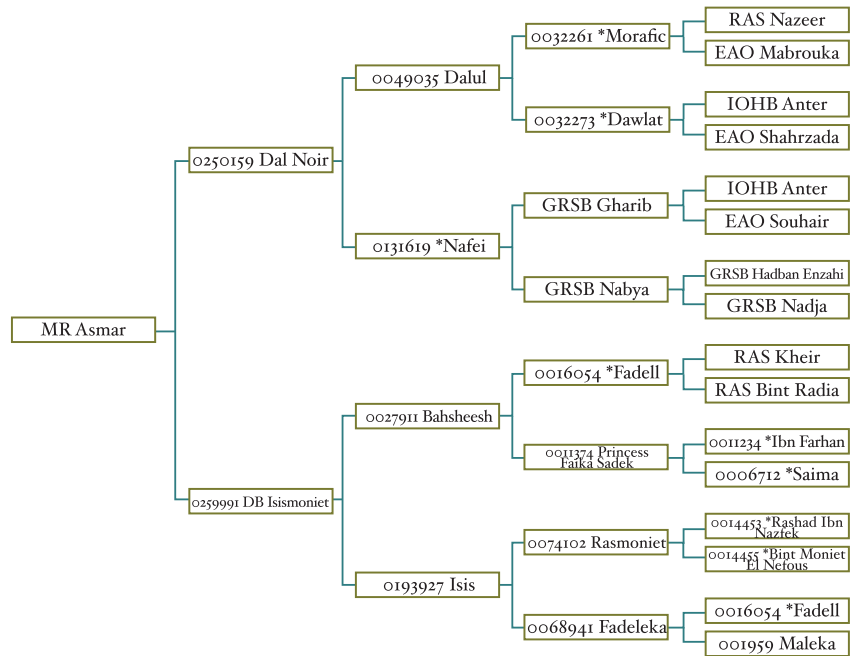 RAS Nazeer
0032261 *Morafic
EAO Mabrouka
0049035 Dalul
IOHB Anter
0032273 *Dawlat
EAO Shahrzada
0250159 Dal Noir
IOHB Anter
GRSB Gharib
EAO Souhair
0131619 *Nafei
GRSB Hadban Enzahi
GRSB Nabya
GRSB Nadja
MR Asmar
RAS Kheir
0016054 *Fadell
RAS Bint Radia
0027911 Bahsheesh
0011234 *Ibn Farhan
0011374 Princess
Faika Sadek
0006712 *Saima
0259991 DB Isismoniet
0014453 *Rashad Ibn
Nazfek
0074102 Rasmoniet
0014455 *Bint Moniet
El Nefous
0193927 Isis
0016054 *Fadell
0068941 Fadeleka
001959 Maleka